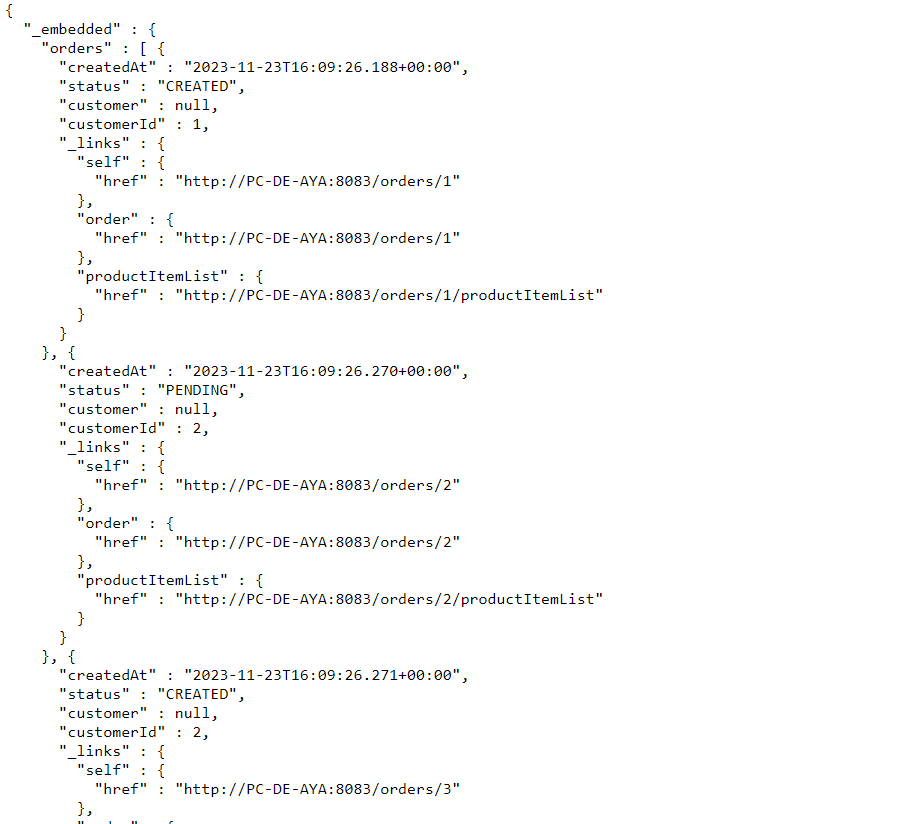 {
  "_embedded" : {
    "orders" : [ {
      "createdAt" : "2023-11-23T16:09:26.188+00:00",
      "status" : "CREATED",
      "customer" : null,
      "customerId" : 1,
      "_links" : {
        "self" : {
          "href" : "http://PC-DE-AYA:8083/orders/1"
        },
        "order" : {
          "href" : "http://PC-DE-AYA:8083/orders/1"
        },
        "productItemList" : {
          "href" : "http://PC-DE-AYA:8083/orders/1/productItemList"
        }
      }
    }, {
      "createdAt" : "2023-11-23T16:09:26.270+00:00",
      "status" : "PENDING",
      "customer" : null,
      "customerId" : 2,
      "_links" : {
        "self" : {
          "href" : "http://PC-DE-AYA:8083/orders/2"
        },
        "order" : {
          "href" : "http://PC-DE-AYA:8083/orders/2"
        },
        "productItemList" : {
          "href" : "http://PC-DE-AYA:8083/orders/2/productItemList"
        }
      }
    }, {
      "createdAt" : "2023-11-23T16:09:26.271+00:00",
      "status" : "CREATED",
      "customer" : null,
      "customerId" : 2,
      "_links" : {
        "self" : {
          "href" : "http://PC-DE-AYA:8083/orders/3"
        },